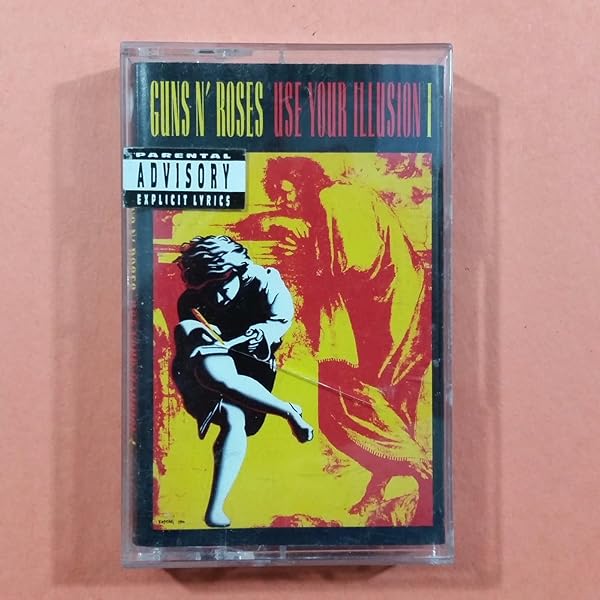 GUNS N' ROSES USE YOUR ILLUSION I
PARENTAL
ADVISORY
EXPLICIT LYRICS